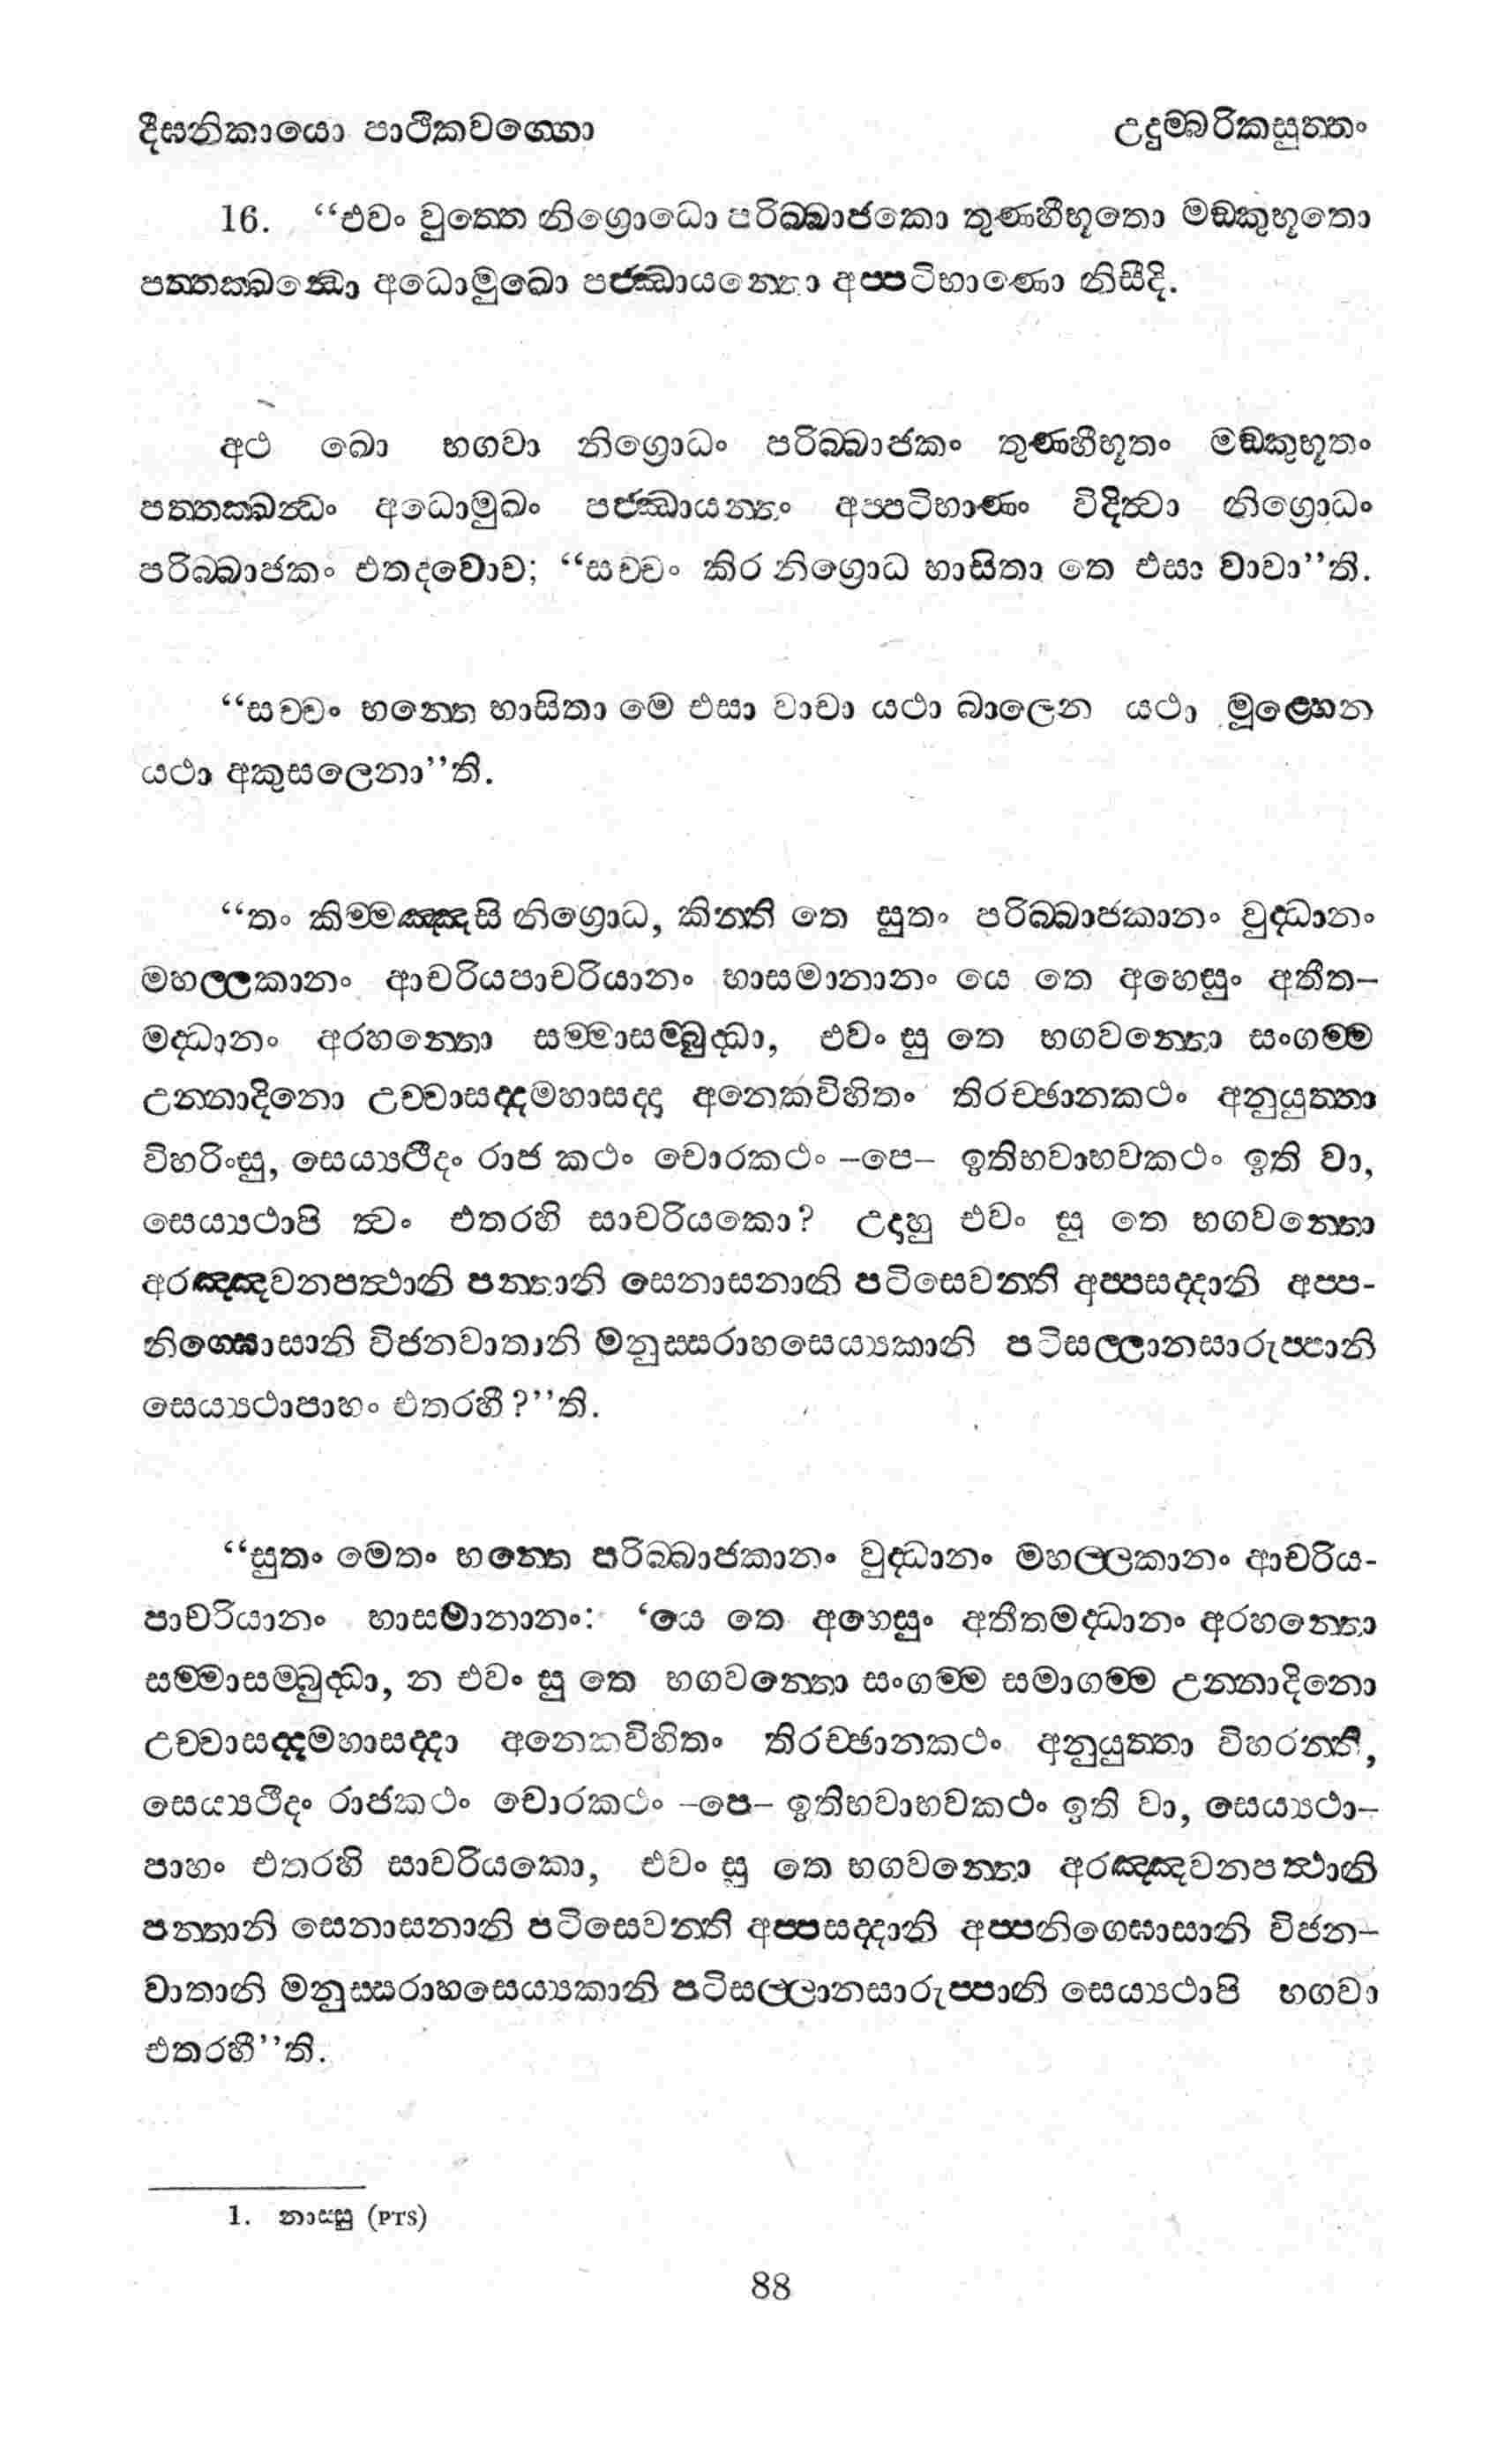 දීඝනිකායො පාථිකවග්ගො
උදුම්බරිකසුත්තං
16. “එවං වුත්තෙ නිග්‍රොධො පරිබ්බාජකො තුණ්හීභූතො මඞ්කුභූතො
පත්තක්ඛන්ධො අධොමුඛො පජ්ඣායන්තො අප්පටිභාණො නිසීදි.
අථ ඛො භගවා නිග්‍රොධං පරිබ්බාජකං තුණ්හීභූතං මඞ්කුභූතං
පත්තක්ඛන්ධං අධොමුඛං පජ්ඣායන්තං අප්පටිභාණං විදිත්වා නිග්‍රොධං
පරිබ්බාජකං එතදවොච; “සච්චං කිර නිග්‍රොධ භාසිතා තෙ එසා වාචා”ති.
“සච්චං භන්තෙ භාසිතා මෙ එසා වාචා යථා බාලෙන යථා මූළ්හෙන
යථා අකුසලෙනා”ති.
“තං කිම්මඤ්ඤසි නිග්‍රොධ, කින්ති තෙ සුතං පරිබ්බාජකානං වුද්ධානං
මහල්ලකානං ආචරියපාචරියානං භාසමානානං යෙ තෙ අහෙසුං අතීත–
මද්ධානං අරහන්තො සම්මාසම්බුද්ධා, එවං සු තෙ භගවන්තො සංගම්ම
උන්නාදිනො උච්චාසද්දමහාසද්දා අනෙකවිහිතං තිරච්ඡානකථං අනුයුත්තා
විහරිංසු, සෙය්‍යථීදං රාජ කථං චොරකථං –පෙ– ඉතිභවාභවකථං ඉති වා,
සෙය්‍යථාපි ත්වං එතරහි සාචරියකො? උදාහු එවං සු තෙ භගවන්තො
අරඤ්ඤවනපත්ථානි පන්තානි සෙනාසනානි පටිසෙවන්ති අප්පසද්දානි අප්ප-
නිග්ඝොසානි විජනවාතානි මනුස්සරාහසෙය්‍යකානි පටිසල්ලානසාරුප්පානි
සෙය්‍යථාපාහං එතරහී?”ති.
“සුතං මෙතං භන්තෙ පරිබ්බාජකානං වුද්ධානං මහල්ලකානං ආචරිය-
පාචරියානං භාසමානානං: ‘යෙ තෙ අහෙසුං අතීතමද්ධානං අරහන්තො
සම්මාසම්බුද්ධා, න එවං සු තෙ භගවන්තො සංගම්ම සමාගම්ම උන්නාදිනො
උච්චාසද්දමහාසද්දා අනෙකවිහිතං තිරච්ඡානකථං අනුයුත්තා විහරන්ති,
සෙය්‍යථීදං රාජකථං චොරකථං –පෙ– ඉතිභවාභවකථං ඉති වා, සෙය්‍යථා–
පාහං එතරහි සාචරියකො, එවං සු තෙ භගවන්තො අරඤ්ඤවනපත්ථානි
පන්තානි සෙනාසනානි පටිසෙවන්ති අප්පසද්දානි අප්පනිගඝොසානි විජන–
වාතානි මනුස්සරාහසෙය්‍යකානි පටිසල්ලානසාරුප්පානි සෙය්‍යථාපි භගවා
එතරහී”ති.
1. නාස්සු (PTS)
88